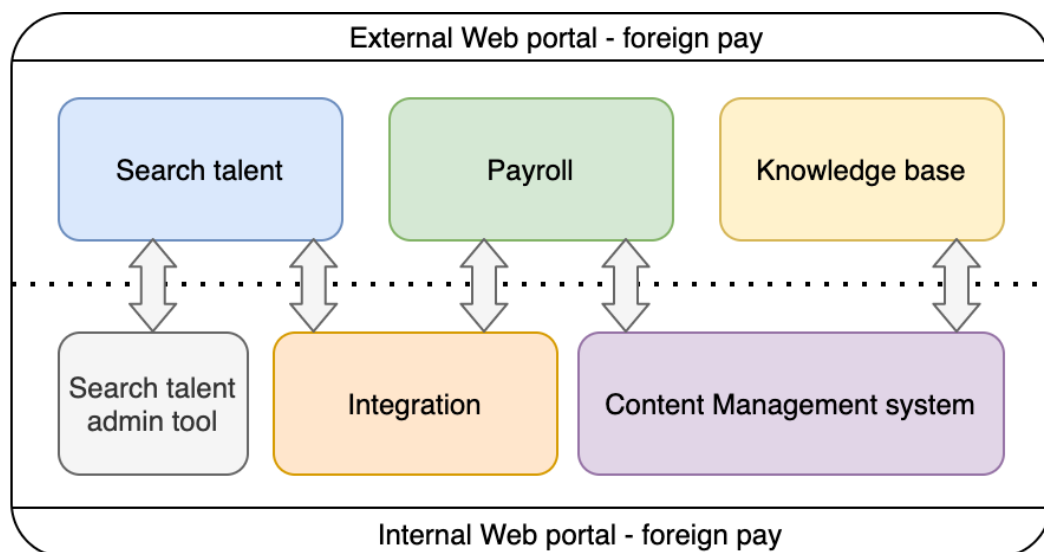 External Web portal - foreign pay
Search talent
Payroll
Knowledge base
Search talent
admin tool
Integration
Content Management system
Internal Web portal - foreign pay